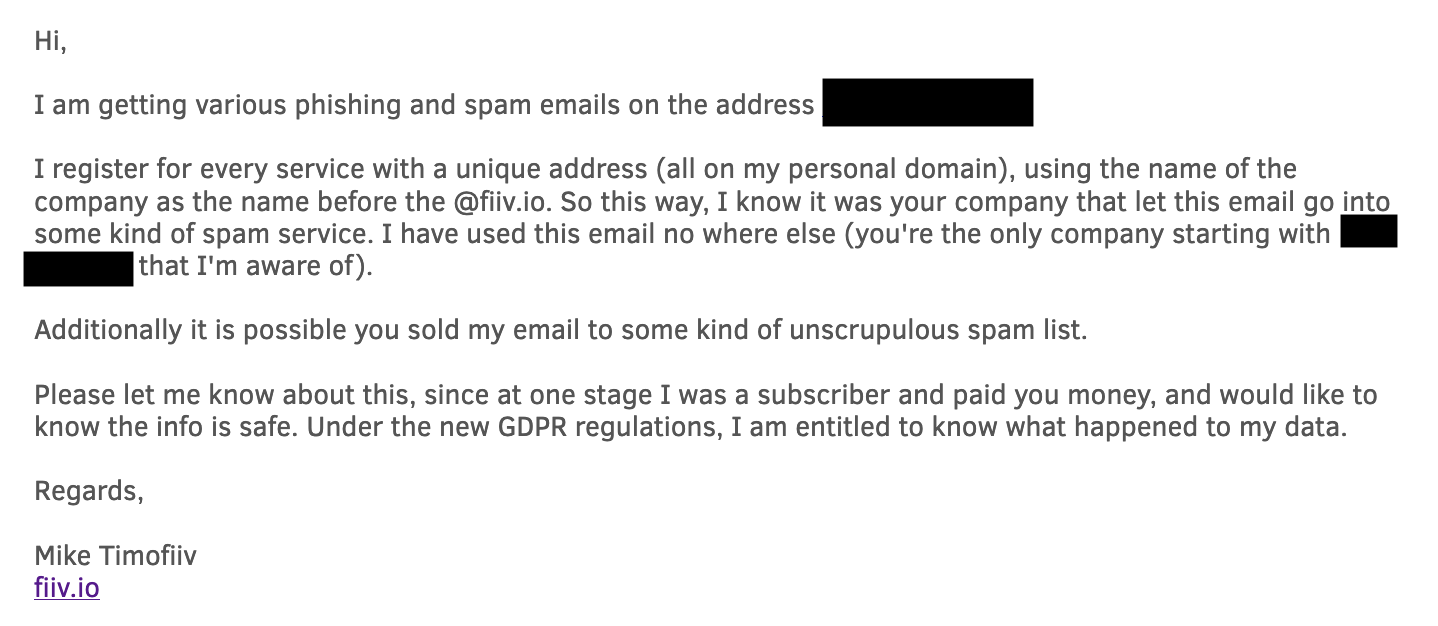 Hi,
I am getting various phishing and spam emails on the address
I register for every service with a unique address (all on my personal domain), using the name of the
company as the name before the @fiiv.io. So this way, I know it was your company that let this email go into
some kind of spam service. I have used this email no where else (you're the only company starting with
that I'm aware of).
Additionally it is possible you sold my email to some kind of unscrupulous spam list.
Please let me know about this, since at one stage I was a subscriber and paid you money, and would like to
know the info is safe. Under the new GDPR regulations, I am entitled to know what happened to my data.
Regards,
Mike Timofiiv
fiiv.io